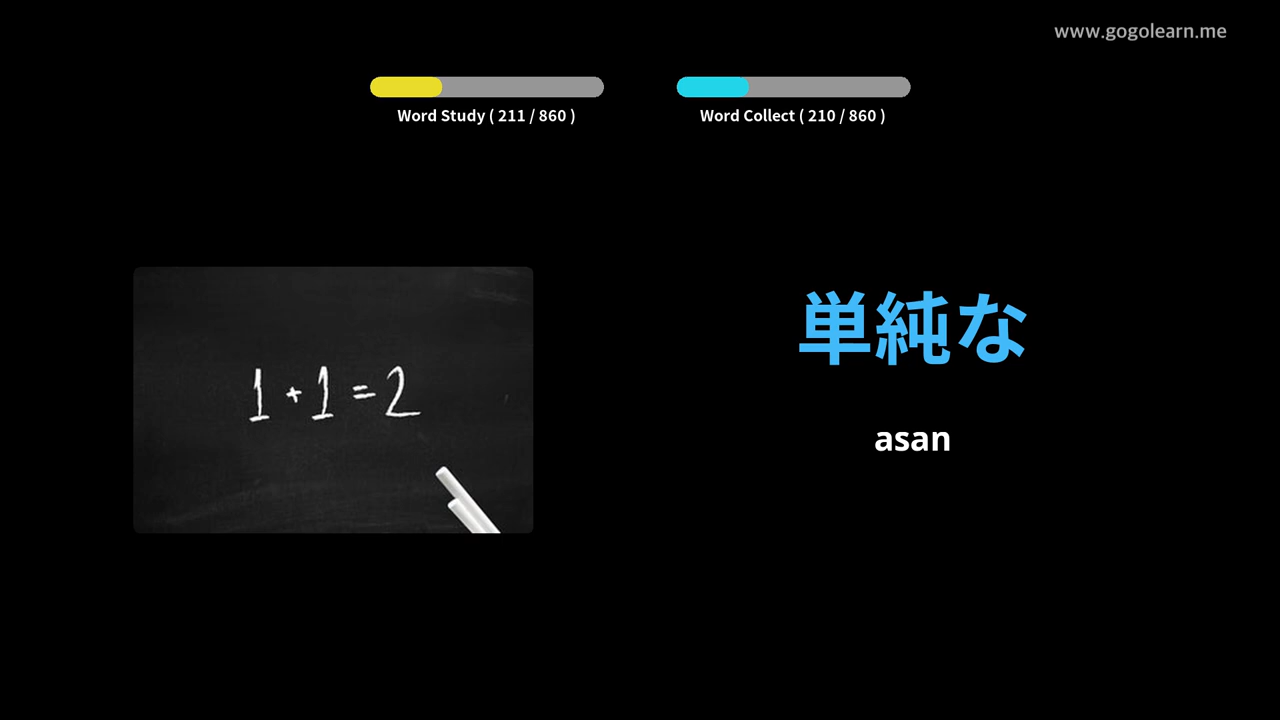 www.gogolearn.me
Word Study ( 211 / 860 )
Word Collect ( 210 / 860 )
1 + 1 = 2
単純な
asan